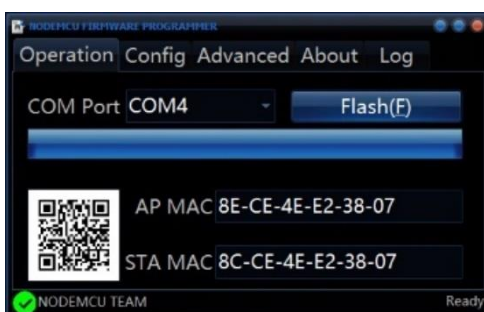 NODEMCU FIRMWARE PROGRAMMER
Operation Config Advanced About Log
COM Port COM4 Flash(F)
AP MAC 8E-CE-4E-E2-38-07
STA MAC 8C-CE-4E-E2-38-07
NODEMCU TEAM Ready